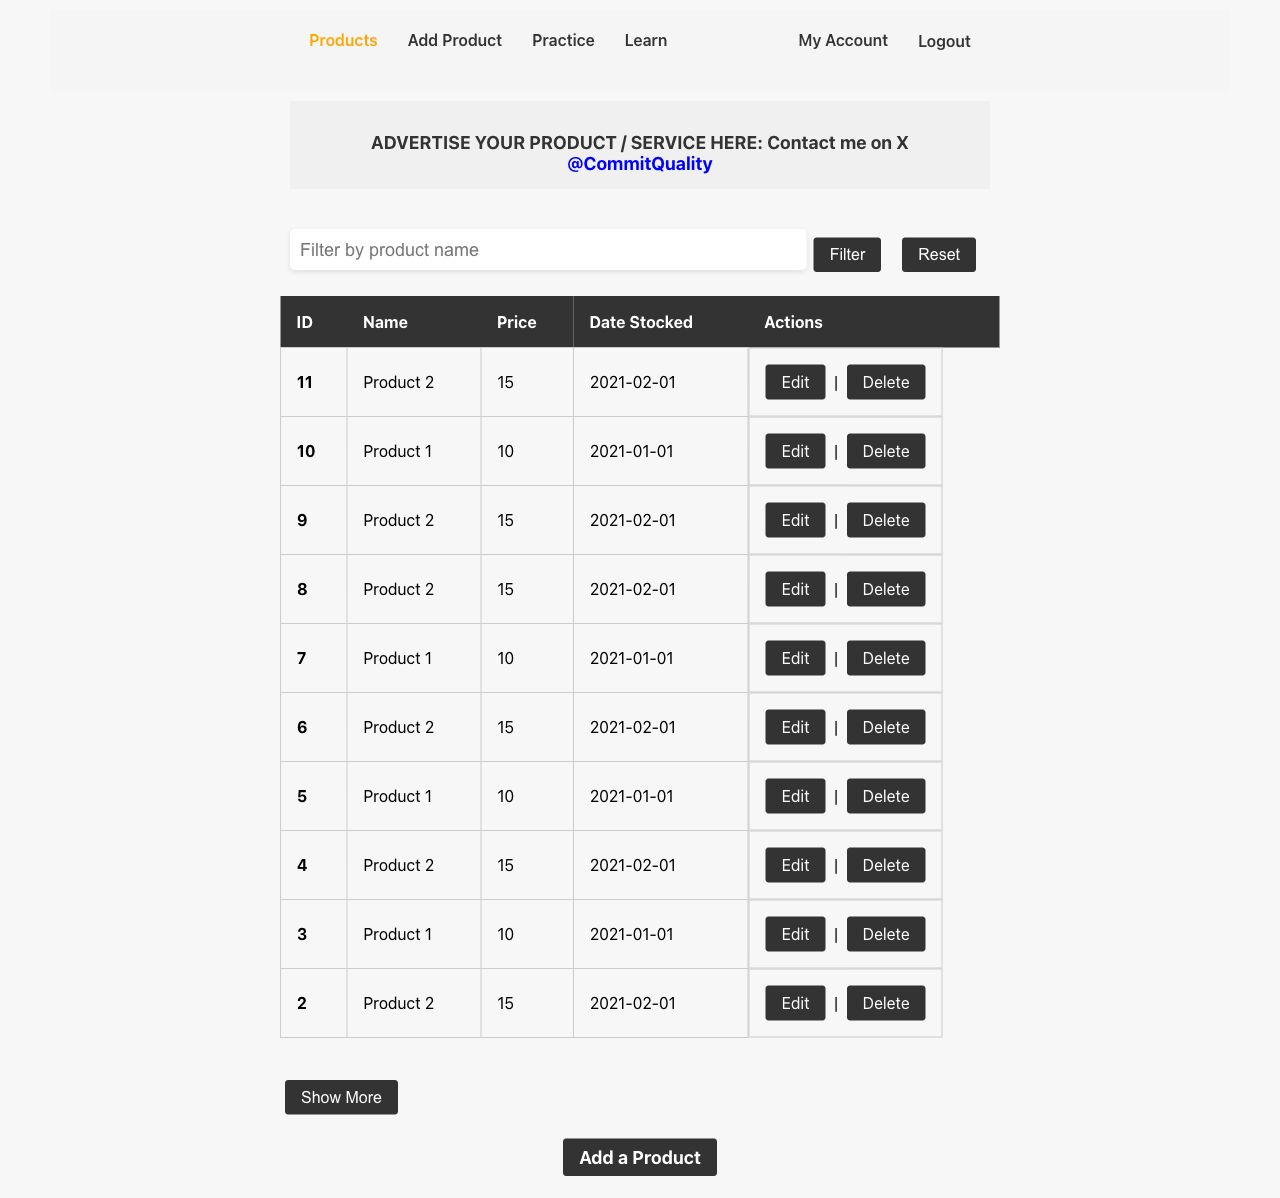 Products Add Product Practice Learn My Account Logout
ADVERTISE YOUR PRODUCT / SERVICE HERE: Contact me on X
@CommitQuality
Filter by product name Filter Reset
ID Name Price Date Stocked Actions
11 Product 2 15 2021-02-01 Edit | Delete
10 Product 1 10 2021-01-01 Edit | Delete
9 Product 2 15 2021-02-01 Edit | Delete
8 Product 2 15 2021-02-01 Edit | Delete
7 Product 1 10 2021-01-01 Edit | Delete
6 Product 2 15 2021-02-01 Edit | Delete
5 Product 1 10 2021-01-01 Edit | Delete
4 Product 2 15 2021-02-01 Edit | Delete
3 Product 1 10 2021-01-01 Edit | Delete
2 Product 2 15 2021-02-01 Edit | Delete
Show More
Add a Product